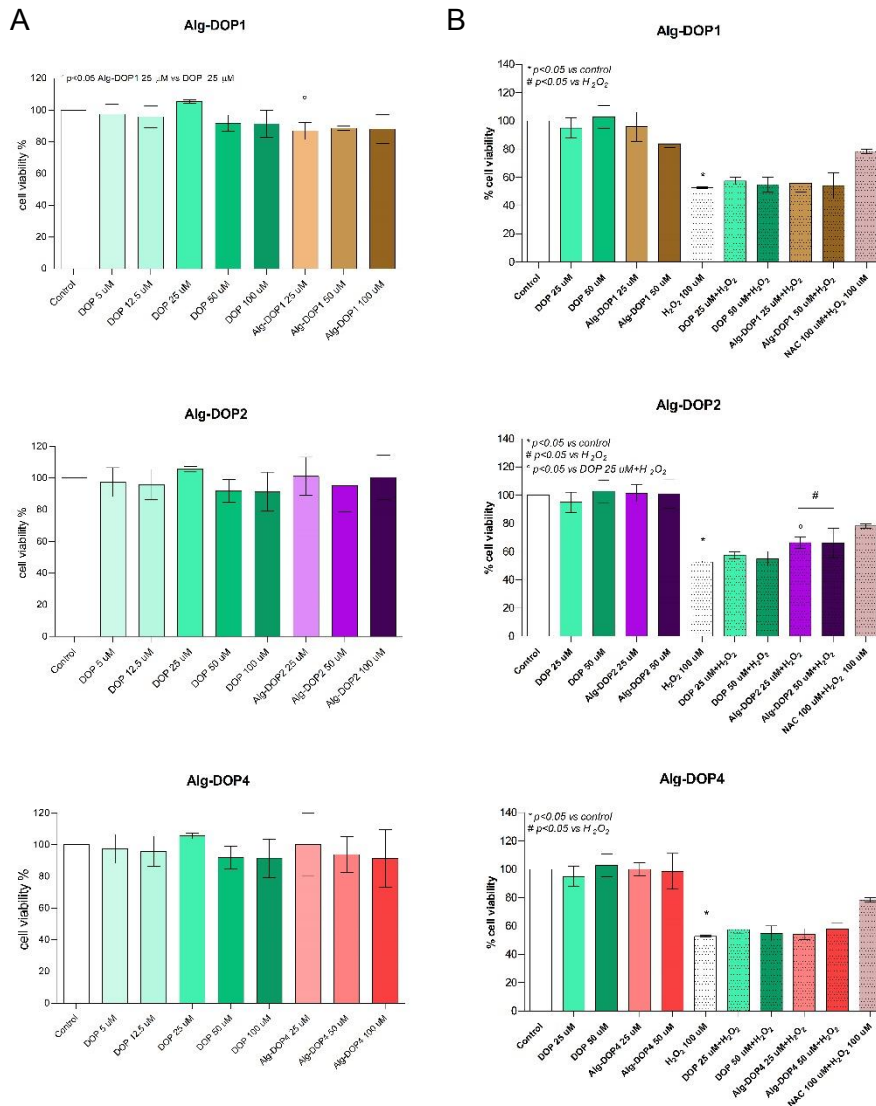 A
B
Alg-DOP1
° p<0.05 Alg-DOP1 25 µM vs DOP 25 µM
cell viability %
120
100
80
60
40
20
0
Control
DOP 5 uM
DOP 12.5 uM
DOP 25 uM
DOP 50 uM
DOP 100 uM
Alg-DOP1 25 uM
Alg-DOP1 50 uM
Alg-DOP1 100 uM
°
Alg-DOP1
* p<0.05 vs control
# p<0.05 vs H₂O₂
% cell viability
140
120
100
80
60
40
20
0
*
Control
DOP 25 uM
DOP 50 uM
Alg-DOP1 25 uM
Alg-DOP1 50 uM
H₂O₂ 100 uM
DOP 25 uM+H₂O₂
DOP 50 uM+H₂O₂
Alg-DOP1 25 uM+H₂O₂
Alg-DOP1 50 uM+H₂O₂
NAC 100 uM+H₂O₂ 100 uM
Alg-DOP2
cell viability %
120
100
80
60
40
20
0
Control
DOP 5 uM
DOP 12.5 uM
DOP 25 uM
DOP 50 uM
DOP 100 uM
Alg-DOP2 25 uM
Alg-DOP2 50 uM
Alg-DOP2 100 uM
Alg-DOP2
* p<0.05 vs control
# p<0.05 vs H₂O₂
° p<0.05 vs DOP 25 uM+H₂O₂
% cell viability
140
120
100
80
60
40
20
0
*
°
#
Control
DOP 25 uM
DOP 50 uM
Alg-DOP2 25 uM
Alg-DOP2 50 uM
H₂O₂ 100 uM
DOP 25 uM+H₂O₂
DOP 50 uM+H₂O₂
Alg-DOP2 25 uM+H₂O₂
Alg-DOP2 50 uM+H₂O₂
NAC 100 uM+H₂O₂ 100 uM
Alg-DOP4
cell viability %
120
100
80
60
40
20
0
Control
DOP 5 uM
DOP 12.5 uM
DOP 25 uM
DOP 50 uM
DOP 100 uM
Alg-DOP4 25 uM
Alg-DOP4 50 uM
Alg-DOP4 100 uM
Alg-DOP4
* p<0.05 vs control
# p<0.05 vs H₂O₂
% cell viability
140
120
100
80
60
40
20
0
*
Control
DOP 25 uM
DOP 50 uM
Alg-DOP4 25 uM
Alg-DOP4 50 uM
H₂O₂ 100 uM
DOP 25 uM+H₂O₂
DOP 50 uM+H₂O₂
Alg-DOP4 25 uM+H₂O₂
Alg-DOP4 50 uM+H₂O₂
NAC 100 uM+H₂O₂ 100 uM